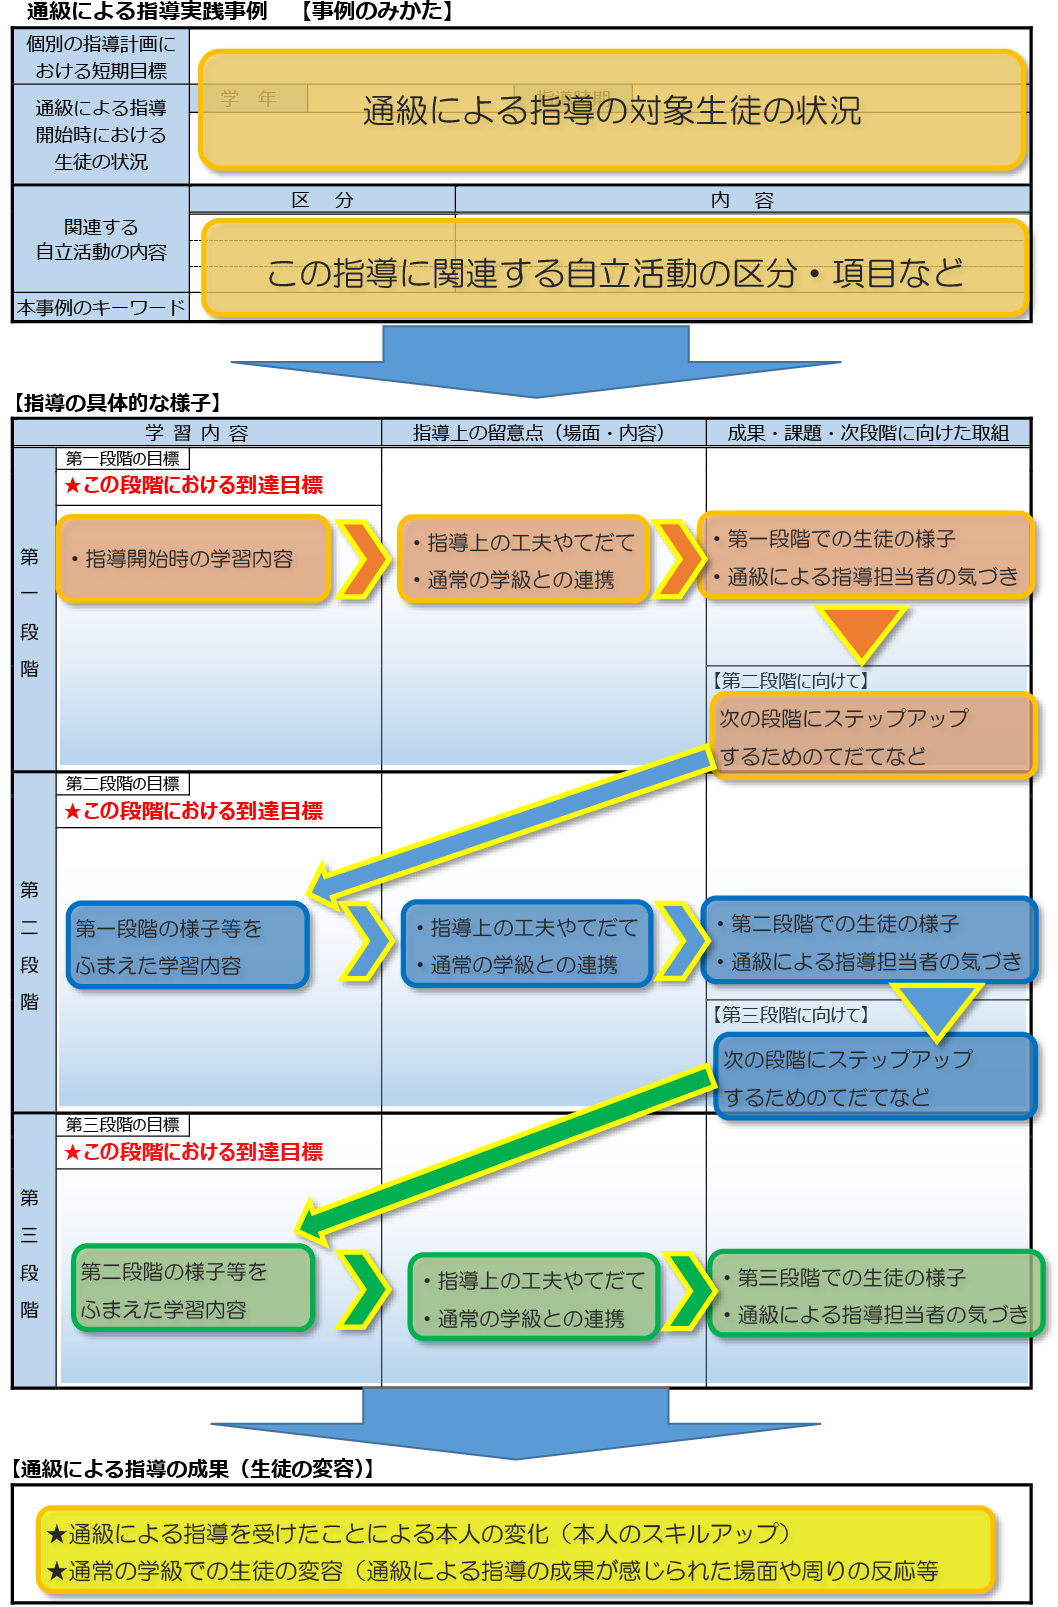 通級による指導実践事例　【事例のみかた】
個別の指導計画に
おける短期目標
通級による指導
開始時における
生徒の状況
学　年
指導時期
通級による指導の対象生徒の状況
関連する
自立活動の内容
区　分
内　容
この指導に関連する自立活動の区分・項目など
本事例のキーワード
【指導の具体的な様子】
学 習 内 容
指導上の留意点（場面・内容）
成果・課題・次段階に向けた取組
第一段階
第一段階の目標
★この段階における到達目標
・指導開始時の学習内容
・指導上の工夫やてだて
・通常の学級との連携
・第一段階での生徒の様子
・通級による指導担当者の気づき
【第二段階に向けて】
次の段階にステップアップ
するためのてだてなど
第二段階
第二段階の目標
★この段階における到達目標
第一段階の様子等を
ふまえた学習内容
・指導上の工夫やてだて
・通常の学級との連携
・第二段階での生徒の様子
・通級による指導担当者の気づき
【第三段階に向けて】
次の段階にステップアップ
するためのてだてなど
第三段階
第三段階の目標
★この段階における到達目標
第二段階の様子等を
ふまえた学習内容
・指導上の工夫やてだて
・通常の学級との連携
・第三段階での生徒の様子
・通級による指導担当者の気づき
【通級による指導の成果（生徒の変容）】
★通級による指導を受けたことによる本人の変化（本人のスキルアップ）
★通常の学級での生徒の変容（通級による指導の成果が感じられた場面や周りの反応等